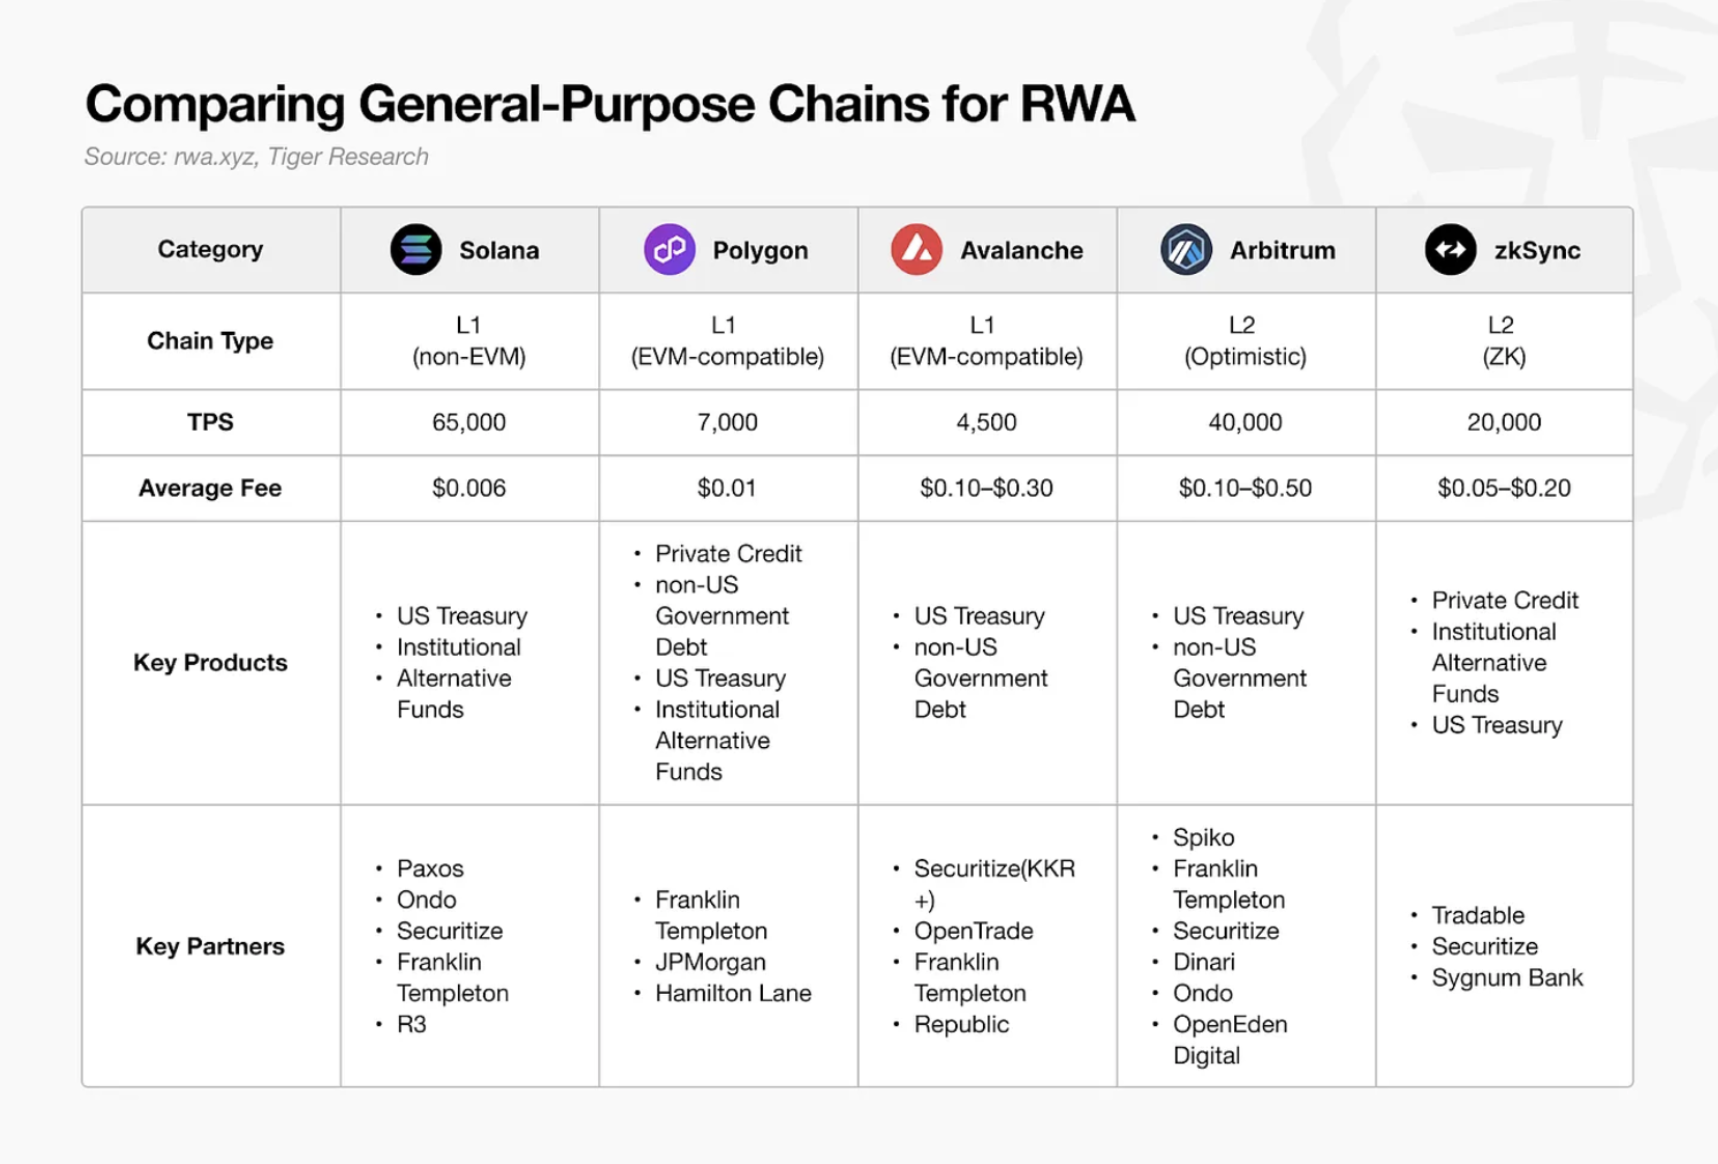 Comparing General-Purpose Chains for RWA
Source: rwa.xyz, Tiger Research
Category
Solana
Polygon
Avalanche
Arbitrum
zkSync
Chain Type
L1
(non-EVM)
L1
(EVM-compatible)
L1
(EVM-compatible)
L2
(Optimistic)
L2
(ZK)
TPS
65,000
7,000
4,500
40,000
20,000
Average Fee
$0.006
$0.01
$0.10–$0.30
$0.10–$0.50
$0.05–$0.20
Key Products
• US Treasury
• Institutional
• Alternative
Funds
• Private Credit
• non-US
Government
Debt
• US Treasury
• Institutional
Alternative
Funds
• US Treasury
• non-US
Government
Debt
• US Treasury
• non-US
Government
Debt
• Private Credit
• Institutional
Alternative
Funds
• US Treasury
Key Partners
• Paxos
• Ondo
• Securitize
• Franklin
Templeton
• R3
• Franklin
Templeton
• JPMorgan
• Hamilton Lane
• Securitize(KKR
+)
• OpenTrade
• Franklin
Templeton
• Republic
• Spiko
• Franklin
Templeton
• Securitize
• Dinari
• Ondo
• OpenEden
Digital
• Tradable
• Securitize
• Sygnum Bank